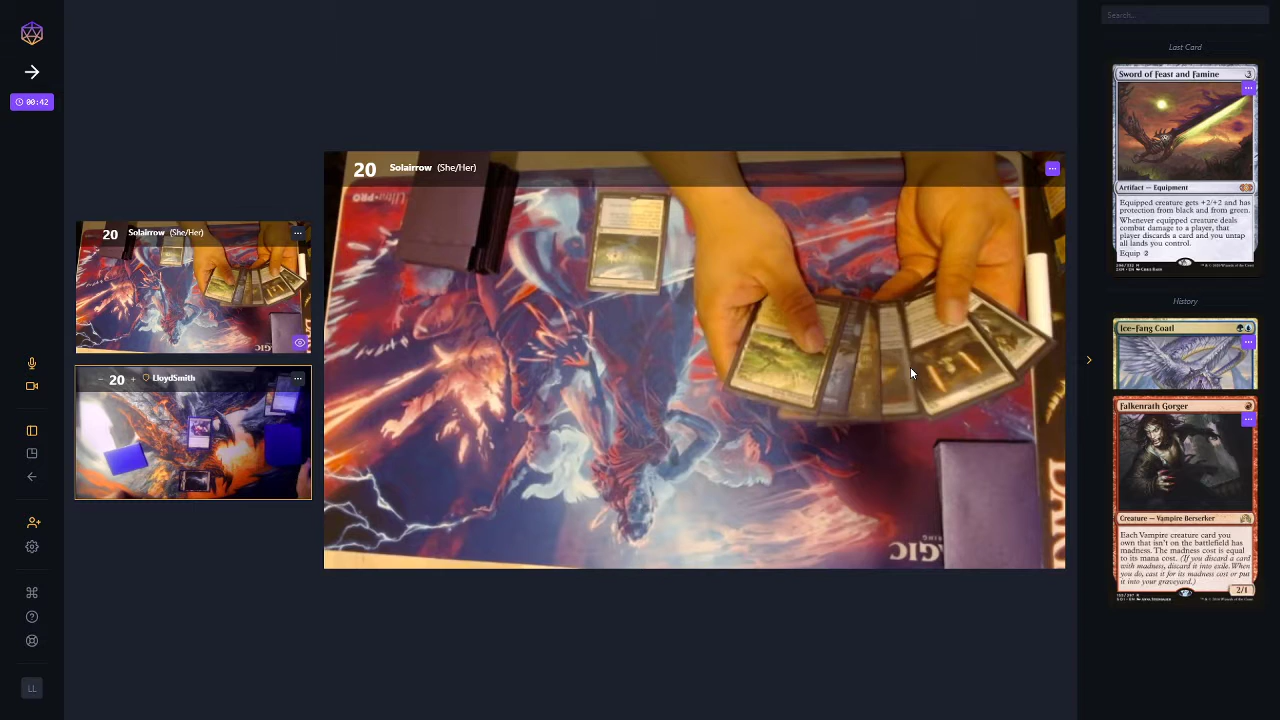 00:42
20 Solairrow (She/Her)
20 Solairrow (She/Her)
- 20 + LloydSmith
LL
Search...
Last Card
Sword of Feast and Famine 3
Artifact — Equipment
Equipped creature gets +2/+2 and has
protection from black and from green.
Whenever equipped creature deals
combat damage to a player, that
player discards a card and you untap
all lands you control.
Equip 2
History
Ice-Fang Coatl
Falkenrath Gorger
Creature — Vampire Berserker
Each Vampire creature card you
own that isn't on the battlefield has
madness. The madness cost is equal
to its mana cost. (If you discard a card
with madness, discard it into exile. When
you do, cast it for its madness cost or put
it into your graveyard.)
2/1